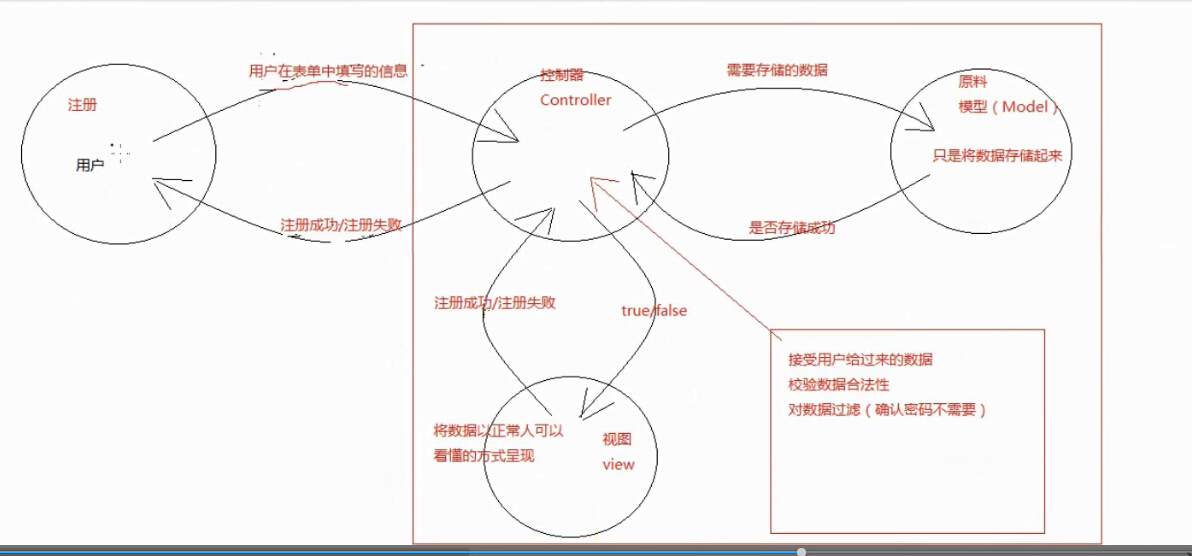 用户在表单中填写的信息
控制器
Controller
需要存储的数据
原料
模型（Model）
只是将数据存储起来
注册
用户
注册成功/注册失败
是否存储成功
注册成功/注册失败
true/false
接受用户给过来的数据
校验数据合法性
对数据过滤（确认密码不需要）
将数据以正常人可以
看懂的方式呈现
视图
view